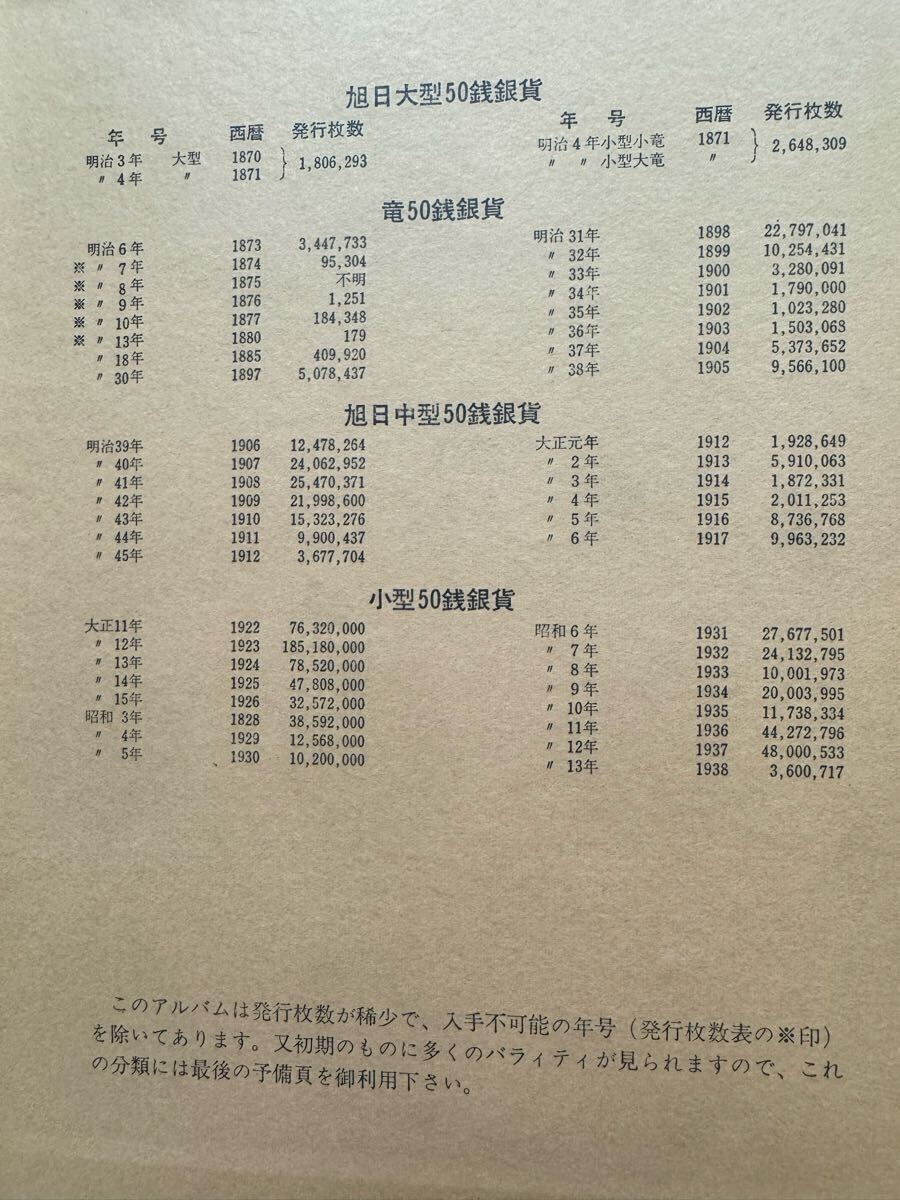 旭日大型50銭銀貨
年 号 西暦 発行枚数
明治3年 大型 1870 } 1,806,293
〃 4年 〃 1871
年 号 西暦 発行枚数
明治4年小型小竜 1871 } 2,648,309
〃 〃 小型大竜 〃
竜50銭銀貨
明治6年 1873 3,447,733
※ 〃 7年 1874 95,304
※ 〃 8年 1875 不明
※ 〃 9年 1876 1,251
※ 〃 10年 1877 184,348
※ 〃 13年 1880 179
〃 18年 1885 409,920
〃 30年 1897 5,078,437
明治31年 1898 22,797,041
〃 32年 1899 10,254,431
〃 33年 1900 3,280,091
〃 34年 1901 1,790,000
〃 35年 1902 1,023,280
〃 36年 1903 1,503,068
〃 37年 1904 5,373,652
〃 38年 1905 9,566,100
旭日中型50銭銀貨
明治39年 1906 12,478,264
〃 40年 1907 24,062,952
〃 41年 1908 25,470,371
〃 42年 1909 21,998,600
〃 43年 1910 15,323,276
〃 44年 1911 9,900,437
〃 45年 1912 3,677,704
大正元年 1912 1,928,649
〃 2年 1913 5,910,063
〃 3年 1914 1,872,331
〃 4年 1915 2,011,253
〃 5年 1916 8,736,768
〃 6年 1917 9,963,232
小型50銭銀貨
大正11年 1922 76,320,000
〃 12年 1923 185,180,000
〃 13年 1924 78,520,000
〃 14年 1925 47,808,000
〃 15年 1926 32,572,000
昭和 3年 1828 38,592,000
〃 4年 1929 12,568,000
〃 5年 1930 10,200,000
昭和6年 1931 27,677,501
〃 7年 1932 24,132,795
〃 8年 1933 10,001,973
〃 9年 1934 20,003,995
〃 10年 1935 11,738,334
〃 11年 1936 44,272,796
〃 12年 1937 48,000,533
〃 13年 1938 3,600,717
このアルバムは発行枚数が稀少で、入手不可能の年号(発行枚数表の※印)
を除いてあります。又初期のものに多くのバラィティが見られますので、これ
の分類には最後の予備頁を御利用下さい。